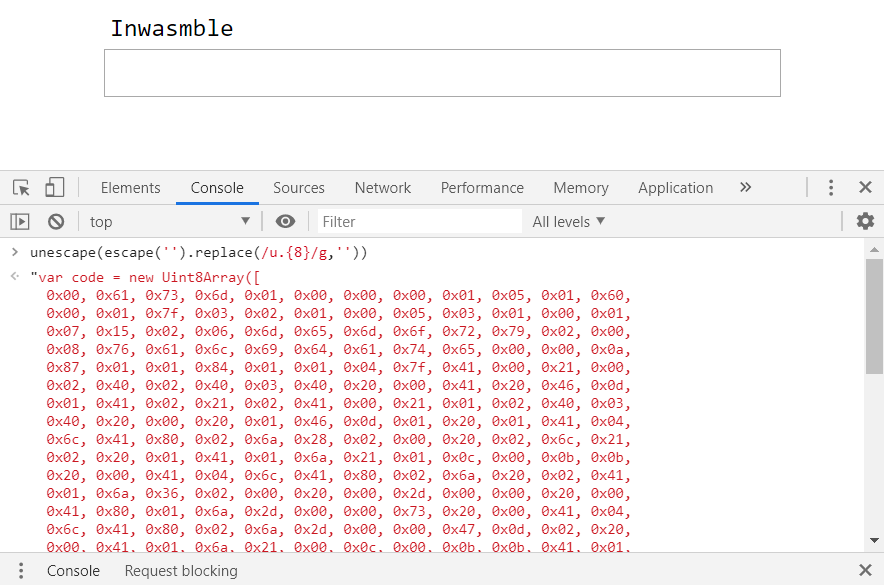 Inwasmble
Elements Console Sources Network Performance Memory Application »
top Filter All levels
> unescape(escape('').replace(/u.{8}/g,''))
"var code = new Uint8Array([
0x00, 0x61, 0x73, 0x6d, 0x01, 0x00, 0x00, 0x00, 0x01, 0x05, 0x01, 0x60,
0x00, 0x01, 0x7f, 0x03, 0x02, 0x01, 0x00, 0x05, 0x03, 0x01, 0x00, 0x01,
0x07, 0x15, 0x02, 0x06, 0x6d, 0x65, 0x6d, 0x6f, 0x72, 0x79, 0x02, 0x00,
0x08, 0x76, 0x61, 0x6c, 0x69, 0x64, 0x61, 0x74, 0x65, 0x00, 0x00, 0x0a,
0x87, 0x01, 0x01, 0x84, 0x01, 0x01, 0x04, 0x7f, 0x41, 0x00, 0x21, 0x00,
0x02, 0x40, 0x02, 0x40, 0x03, 0x40, 0x20, 0x00, 0x41, 0x20, 0x46, 0x0d,
0x01, 0x41, 0x02, 0x21, 0x02, 0x41, 0x00, 0x21, 0x01, 0x02, 0x40, 0x03,
0x40, 0x20, 0x00, 0x20, 0x01, 0x46, 0x0d, 0x01, 0x20, 0x01, 0x41, 0x04,
0x6c, 0x41, 0x80, 0x02, 0x6a, 0x28, 0x02, 0x00, 0x20, 0x02, 0x6c, 0x21,
0x02, 0x20, 0x01, 0x41, 0x01, 0x6a, 0x21, 0x01, 0x0c, 0x00, 0x0b, 0x0b,
0x20, 0x00, 0x41, 0x04, 0x6c, 0x41, 0x80, 0x02, 0x6a, 0x20, 0x02, 0x41,
0x01, 0x6a, 0x36, 0x02, 0x00, 0x20, 0x00, 0x2d, 0x00, 0x00, 0x20, 0x00,
0x41, 0x80, 0x01, 0x6a, 0x2d, 0x00, 0x00, 0x73, 0x20, 0x00, 0x41, 0x04,
0x6c, 0x41, 0x80, 0x02, 0x6a, 0x2d, 0x00, 0x00, 0x47, 0x0d, 0x02, 0x20,
0x00, 0x41, 0x01, 0x6a, 0x21, 0x00, 0x0c, 0x00, 0x0b, 0x0b, 0x41, 0x01,
Console Request blocking